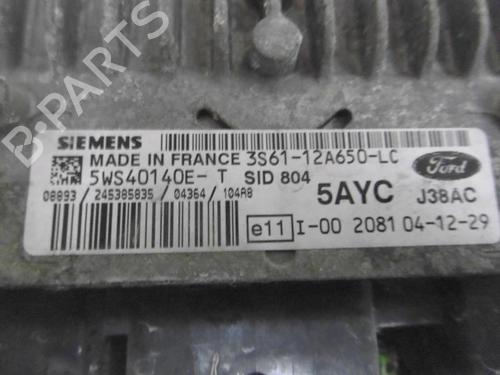 B-PARTS
SIEMENS
MADE IN FRANCE 3S61-12A650-LC
5WS40140E- T SID 804
Ford
08893/ 245385835 /04364/ 104A8
5AYC J38AC
e11 I-00 2081 04-12-29